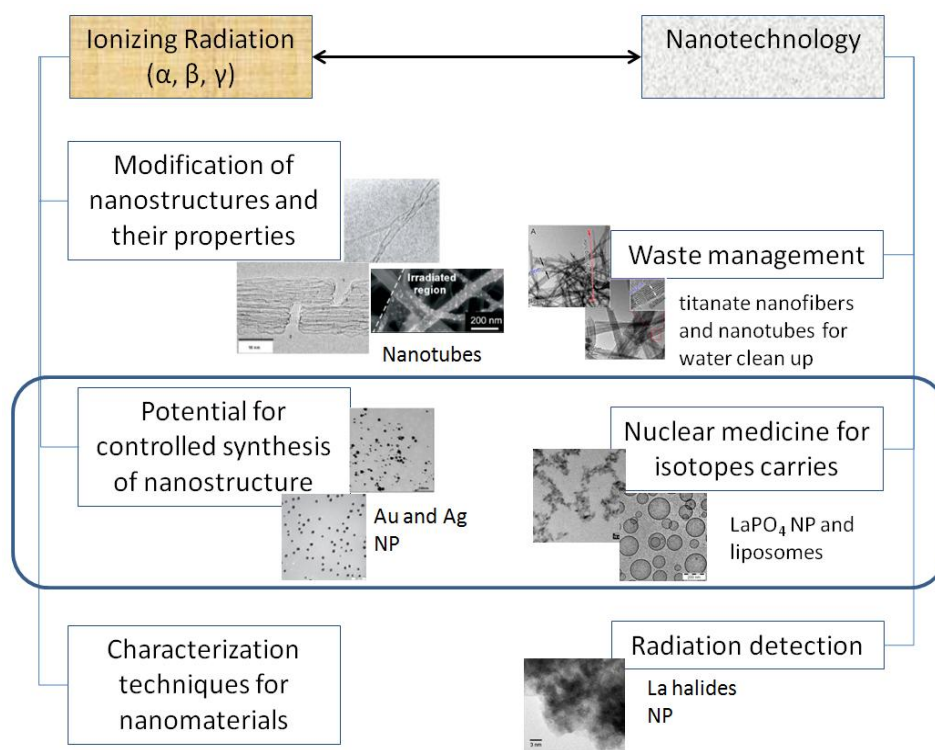 Ionizing Radiation
(α, β, γ)
Nanotechnology
Modification of
nanostructures and
their properties
Irradiated
region
200 nm
Nanotubes
A
Waste management
titanate nanofibers
and nanotubes for
water clean up
Potential for
controlled synthesis
of nanostructure
Au and Ag
NP
Nuclear medicine for
isotopes carries
LaPO₄ NP and
liposomes
Characterization
techniques for
nanomaterials
Radiation detection
La halides
NP